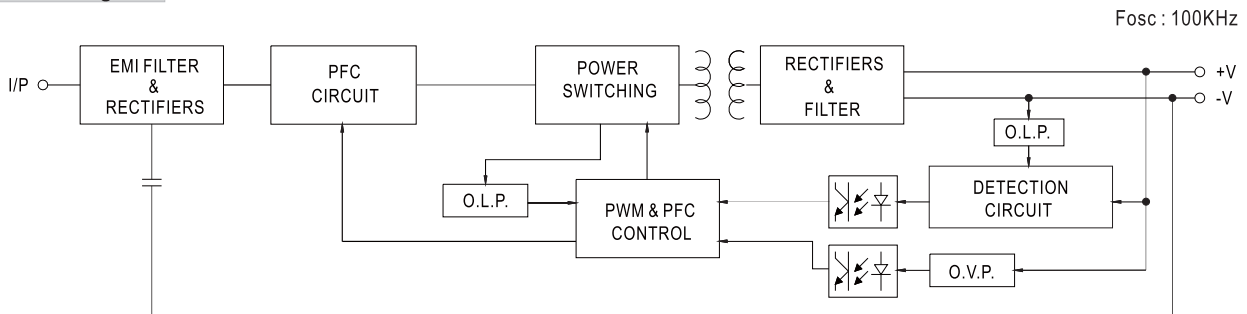 Fosc : 100KHz
I/P
EMI FILTER
&
RECTIFIERS
PFC
CIRCUIT
POWER
SWITCHING
RECTIFIERS
&
FILTER
+V
-V
O.L.P.
O.L.P.
PWM & PFC
CONTROL
DETECTION
CIRCUIT
O.V.P.